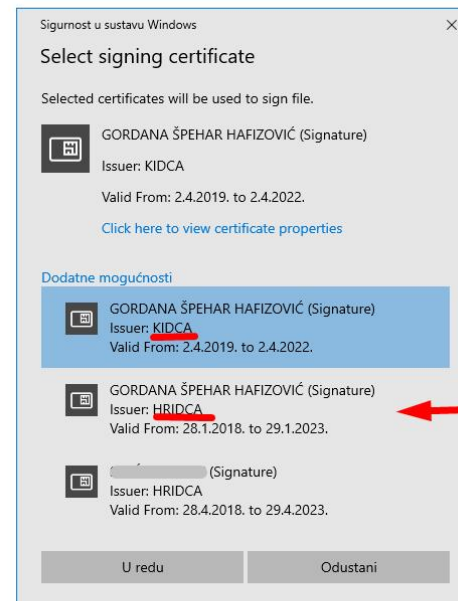 Sigurnost u sustavu Windows
Select signing certificate
Selected certificates will be used to sign file.
GORDANA ŠPEHAR HAFIZOVIĆ (Signature)
Issuer: KIDCA
Valid From: 2.4.2019. to 2.4.2022.
Click here to view certificate properties
Dodatne mogućnosti
GORDANA ŠPEHAR HAFIZOVIĆ (Signature)
Issuer: KIDCA
Valid From: 2.4.2019. to 2.4.2022.
GORDANA ŠPEHAR HAFIZOVIĆ (Signature)
Issuer: HRIDCA
Valid From: 28.1.2018. to 29.1.2023.
(Signature)
Issuer: HRIDCA
Valid From: 28.4.2018. to 29.4.2023.
U redu
Odustani